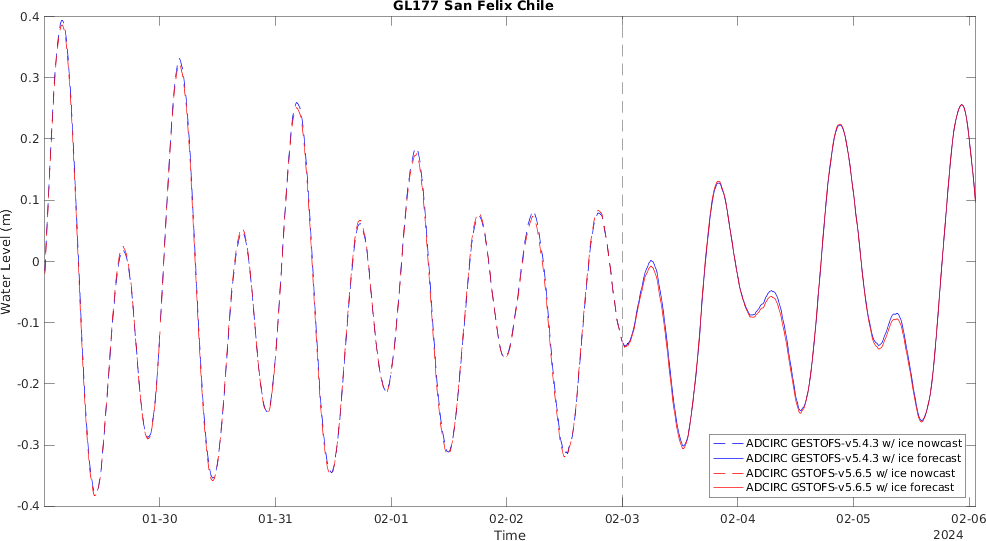 GL177 San Felix Chile
Water Level (m)
0.4
0.3
0.2
0.1
0
-0.1
-0.2
-0.3
-0.4
01-30
01-31
02-01
02-02
02-03
02-04
02-05
02-06
Time
2024
ADCIRC GESTOFS-v5.4.3 w/ ice nowcast
ADCIRC GESTOFS-v5.4.3 w/ ice forecast
ADCIRC GSTOFS-v5.6.5 w/ ice nowcast
ADCIRC GSTOFS-v5.6.5 w/ ice forecast